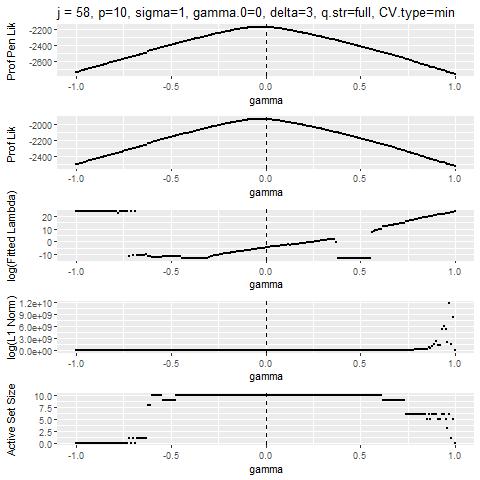 j = 58, p=10, sigma=1, gamma.0=0, delta=3, q.str=full, CV.type=min
Prof Pen Lik
-2200
-2400
-2600
-1.0 -0.5 0.0 0.5 1.0
gamma
Prof Lik
-2000
-2200
-2400
-1.0 -0.5 0.0 0.5 1.0
gamma
log(Fitted Lambda)
20
10
0
-10
-1.0 -0.5 0.0 0.5 1.0
gamma
log(L1 Norm)
1.2e+10
9.0e+09
6.0e+09
3.0e+09
0.0e+00
-1.0 -0.5 0.0 0.5 1.0
gamma
Active Set Size
10.0
7.5
5.0
2.5
0.0
-1.0 -0.5 0.0 0.5 1.0
gamma